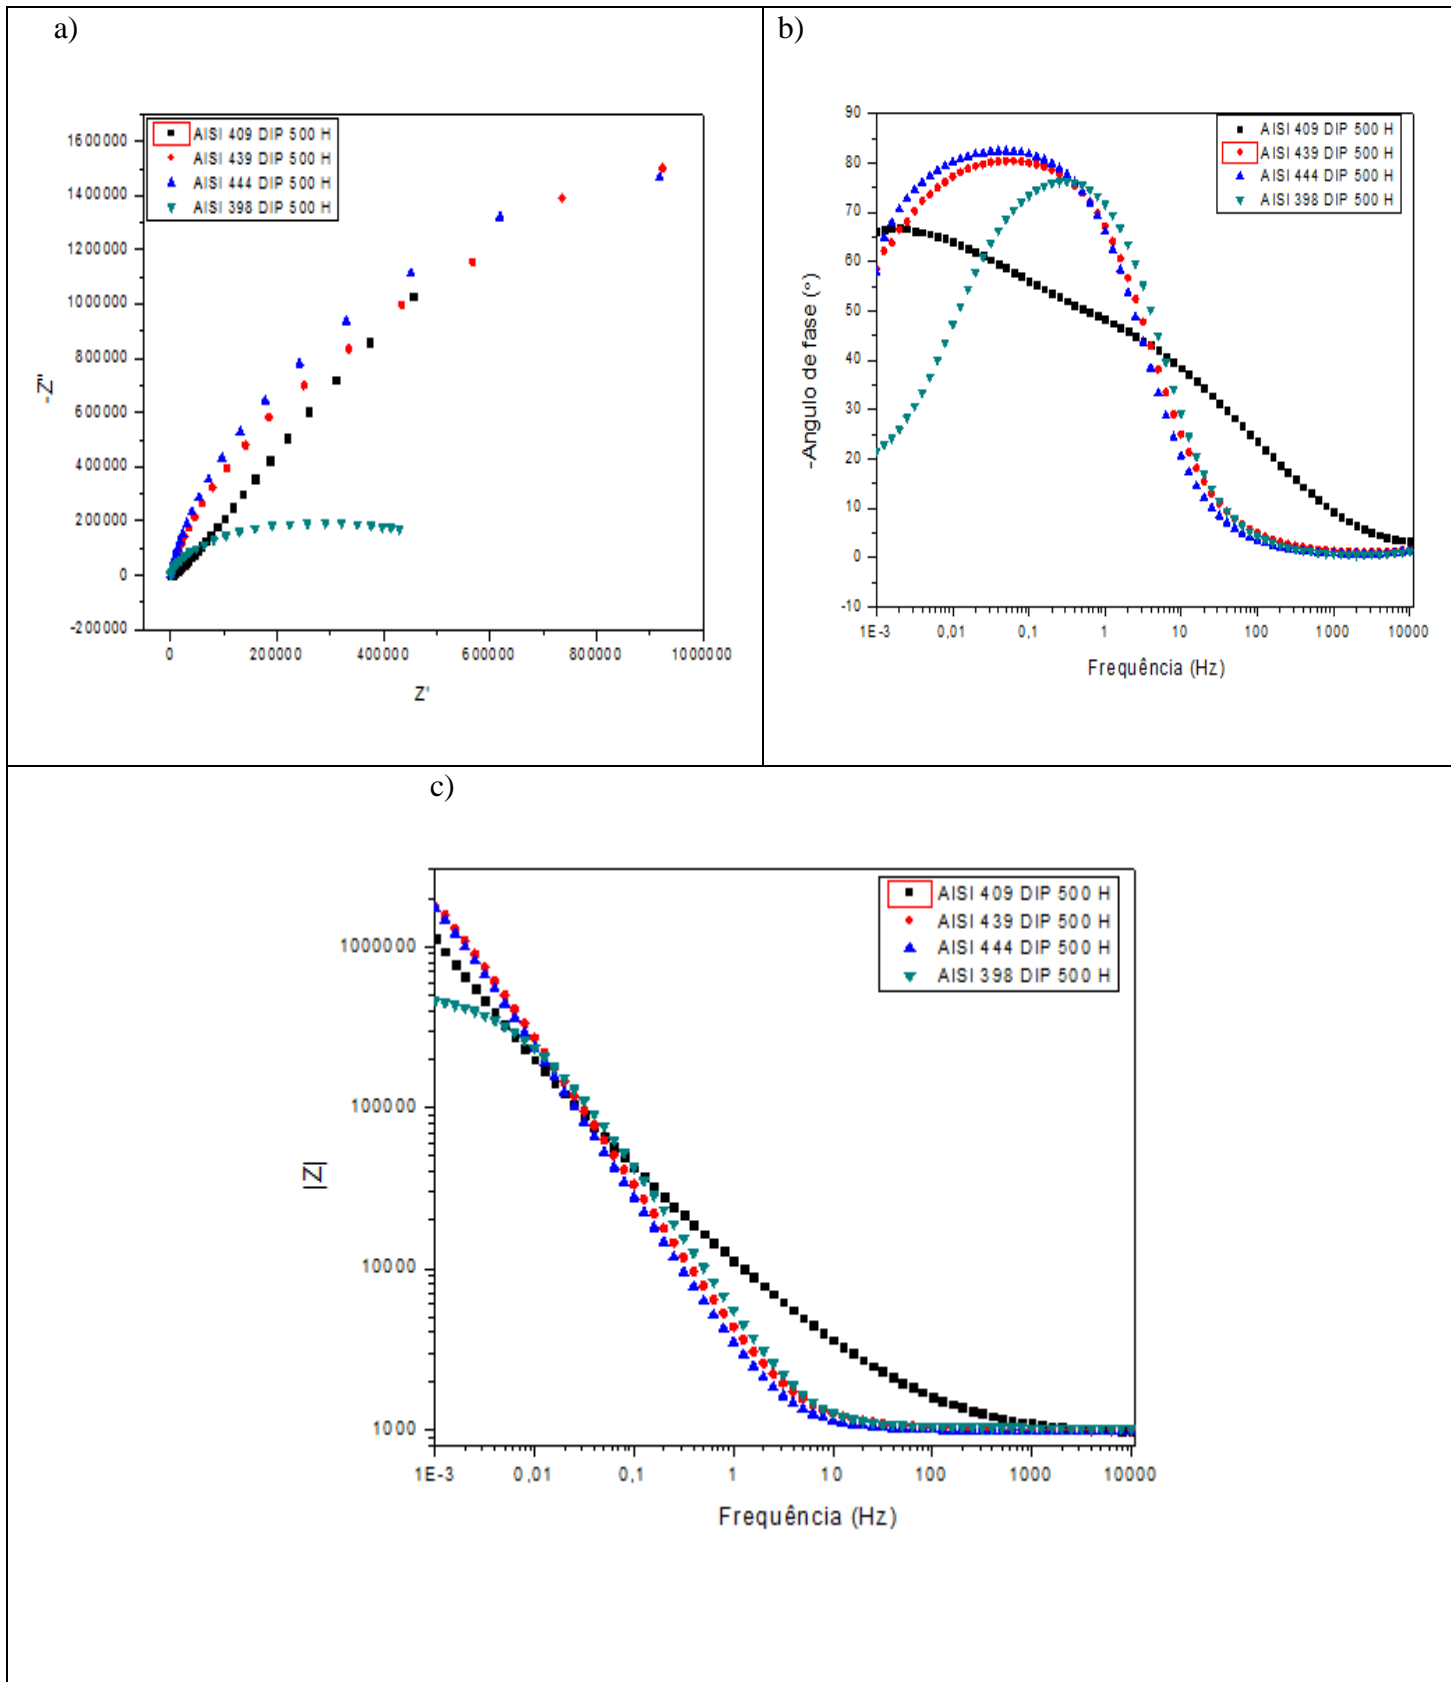 a)
-Z''
1600000
1400000
1200000
1000000
800000
600000
400000
200000
0
-200000
AISI 409 DIP 500 H
AISI 439 DIP 500 H
AISI 444 DIP 500 H
AISI 398 DIP 500 H
0 200000 400000 600000 800000 1000000
Z'
b)
-Angulo de fase (°)
90
80
70
60
50
40
30
20
10
0
-10
AISI 409 DIP 500 H
AISI 439 DIP 500 H
AISI 444 DIP 500 H
AISI 398 DIP 500 H
1E-3 0,01 0,1 1 10 100 1000 10000
Frequência (Hz)
c)
|Z|
1000000
100000
10000
1000
AISI 409 DIP 500 H
AISI 439 DIP 500 H
AISI 444 DIP 500 H
AISI 398 DIP 500 H
1E-3 0,01 0,1 1 10 100 1000 10000
Frequência (Hz)